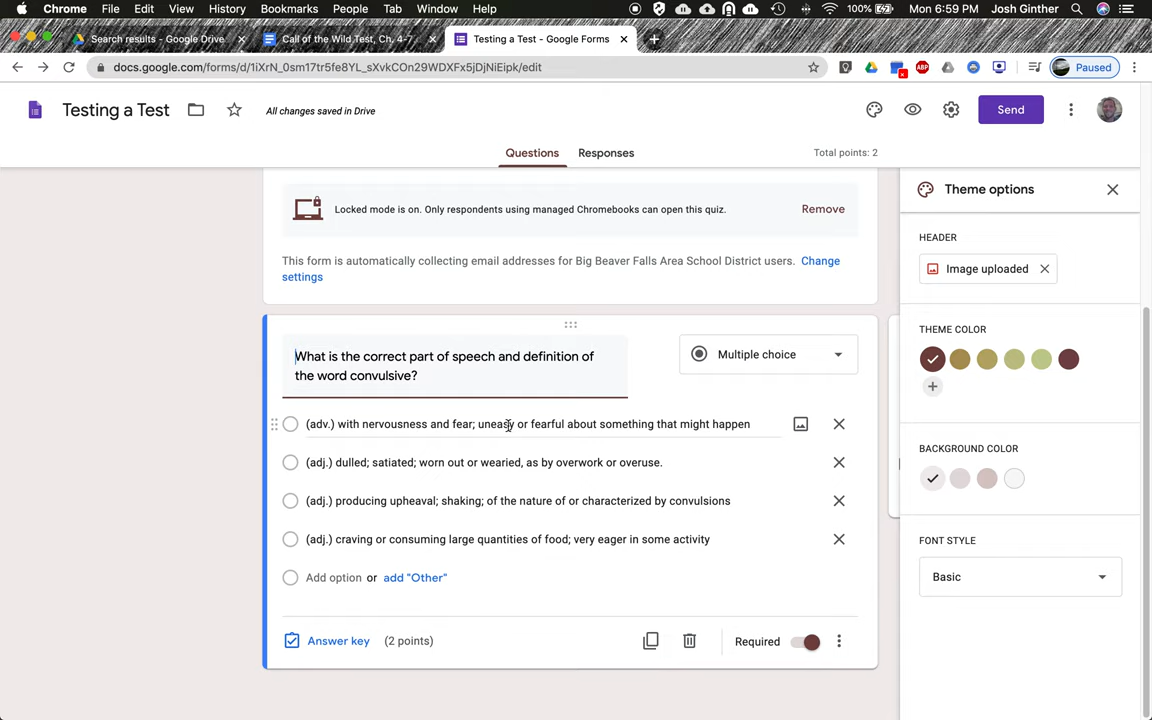 Chrome File Edit View History Bookmarks People Tab Window Help 100% Mon 6:59 PM Josh Ginther
Search results - Google Drive
Call of the Wild Test, Ch. 4-7
Testing a Test - Google Forms
docs.google.com/forms/d/1iXrN_0sm17tr5fe8YL_sXvkCOn29WDXFx5jDjNiEipk/edit
ABP
Paused
Testing a Test
All changes saved in Drive
Send
Questions
Responses
Total points: 2
Locked mode is on. Only respondents using managed Chromebooks can open this quiz.
Remove
This form is automatically collecting email addresses for Big Beaver Falls Area School District users. Change
settings
What is the correct part of speech and definition of
the word convulsive?
Multiple choice
(adv.) with nervousness and fear; uneasy or fearful about something that might happen
(adj.) dulled; satiated; worn out or wearied, as by overwork or overuse.
(adj.) producing upheaval; shaking; of the nature of or characterized by convulsions
(adj.) craving or consuming large quantities of food; very eager in some activity
Add option or add "Other"
Answer key (2 points)
Required
Theme options
HEADER
Image uploaded
THEME COLOR
BACKGROUND COLOR
FONT STYLE
Basic